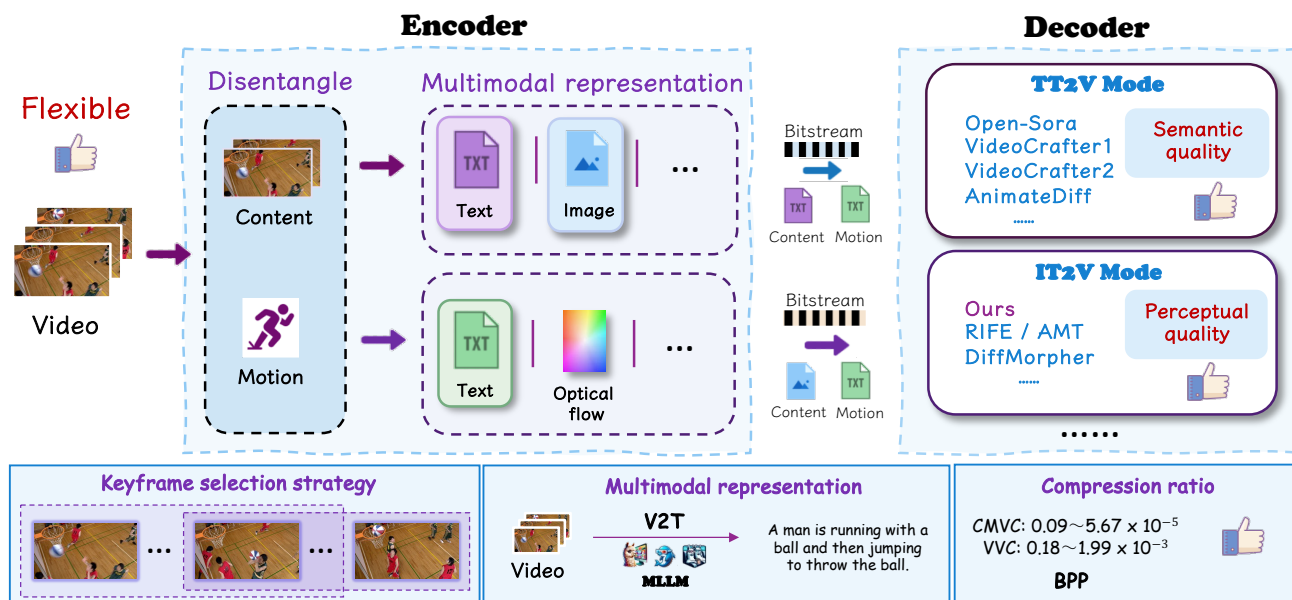 Encoder
Decoder
Flexible
Video
Disentangle
Content
Motion
Multimodal representation
TXT
Text
Image
...
TXT
Text
Optical
flow
...
Bitstream
TXT
TXT
Content
Motion
Bitstream
TXT
Content
Motion
TT2V Mode
Open-Sora
VideoCrafter1
VideoCrafter2
AnimateDiff
......
Semantic
quality
IT2V Mode
Ours
RIFE / AMT
DiffMorpher
......
Perceptual
quality
......
Keyframe selection strategy
...
...
Multimodal representation
Video
V2T
MLLM
A man is running with a
ball and then jumping
to throw the ball.
Compression ratio
CMVC: 0.09～5.67 x 10⁻⁵
VVC: 0.18～1.99 x 10⁻³
BPP